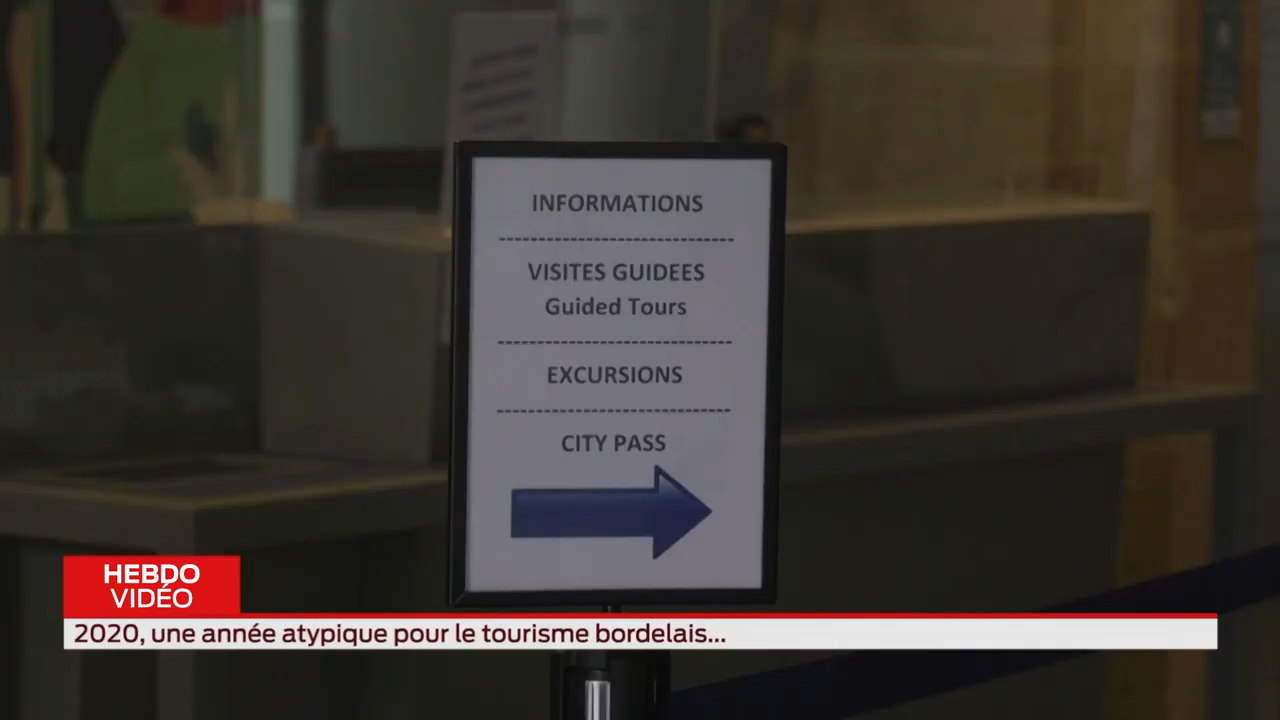 INFORMATIONS
VISITES GUIDEES
Guided Tours
EXCURSIONS
CITY PASS
HEBDO
VIDÉO
2020, une année atypique pour le tourisme bordelais...